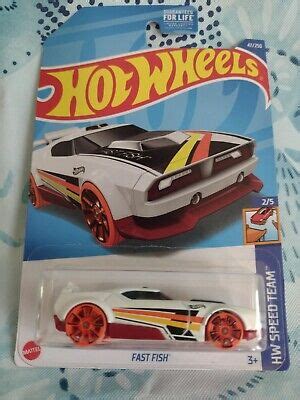 GUARANTEED
FOR LIFE
47/250
HOT WHEELS
2/5
HW SPEED TEAM
MATTEL
FAST FISH
3+